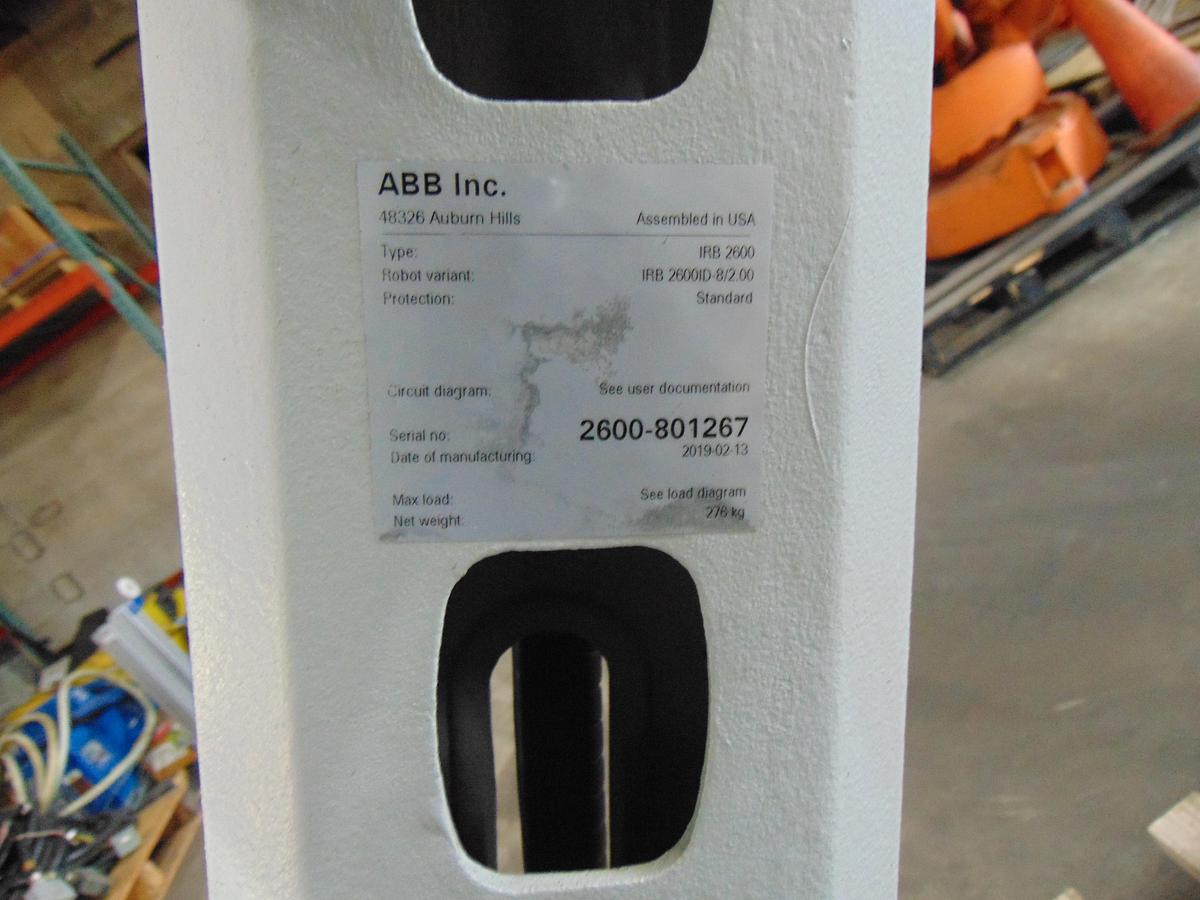 ABB Inc.
48326 Auburn Hills Assembled in USA
Type: IRB 2600
Robot variant: IRB 2600ID-8/2.00
Protection: Standard
Circuit diagram: See user documentation
Serial no: 2600-801267
Date of manufacturing: 2019-02-13
Max load: See load diagram
Net weight: 276 kg